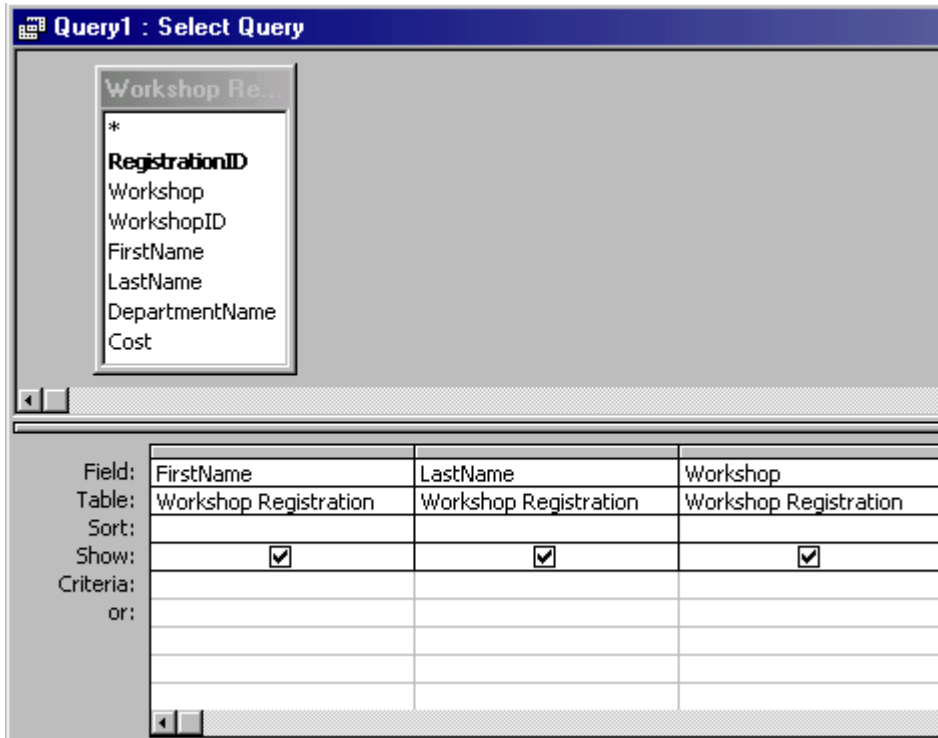 Query1 : Select Query
Workshop Re...
*
RegistrationID
Workshop
WorkshopID
FirstName
LastName
DepartmentName
Cost
Field: FirstName LastName Workshop
Table: Workshop Registration Workshop Registration Workshop Registration
Sort:
Show:
Criteria:
or: